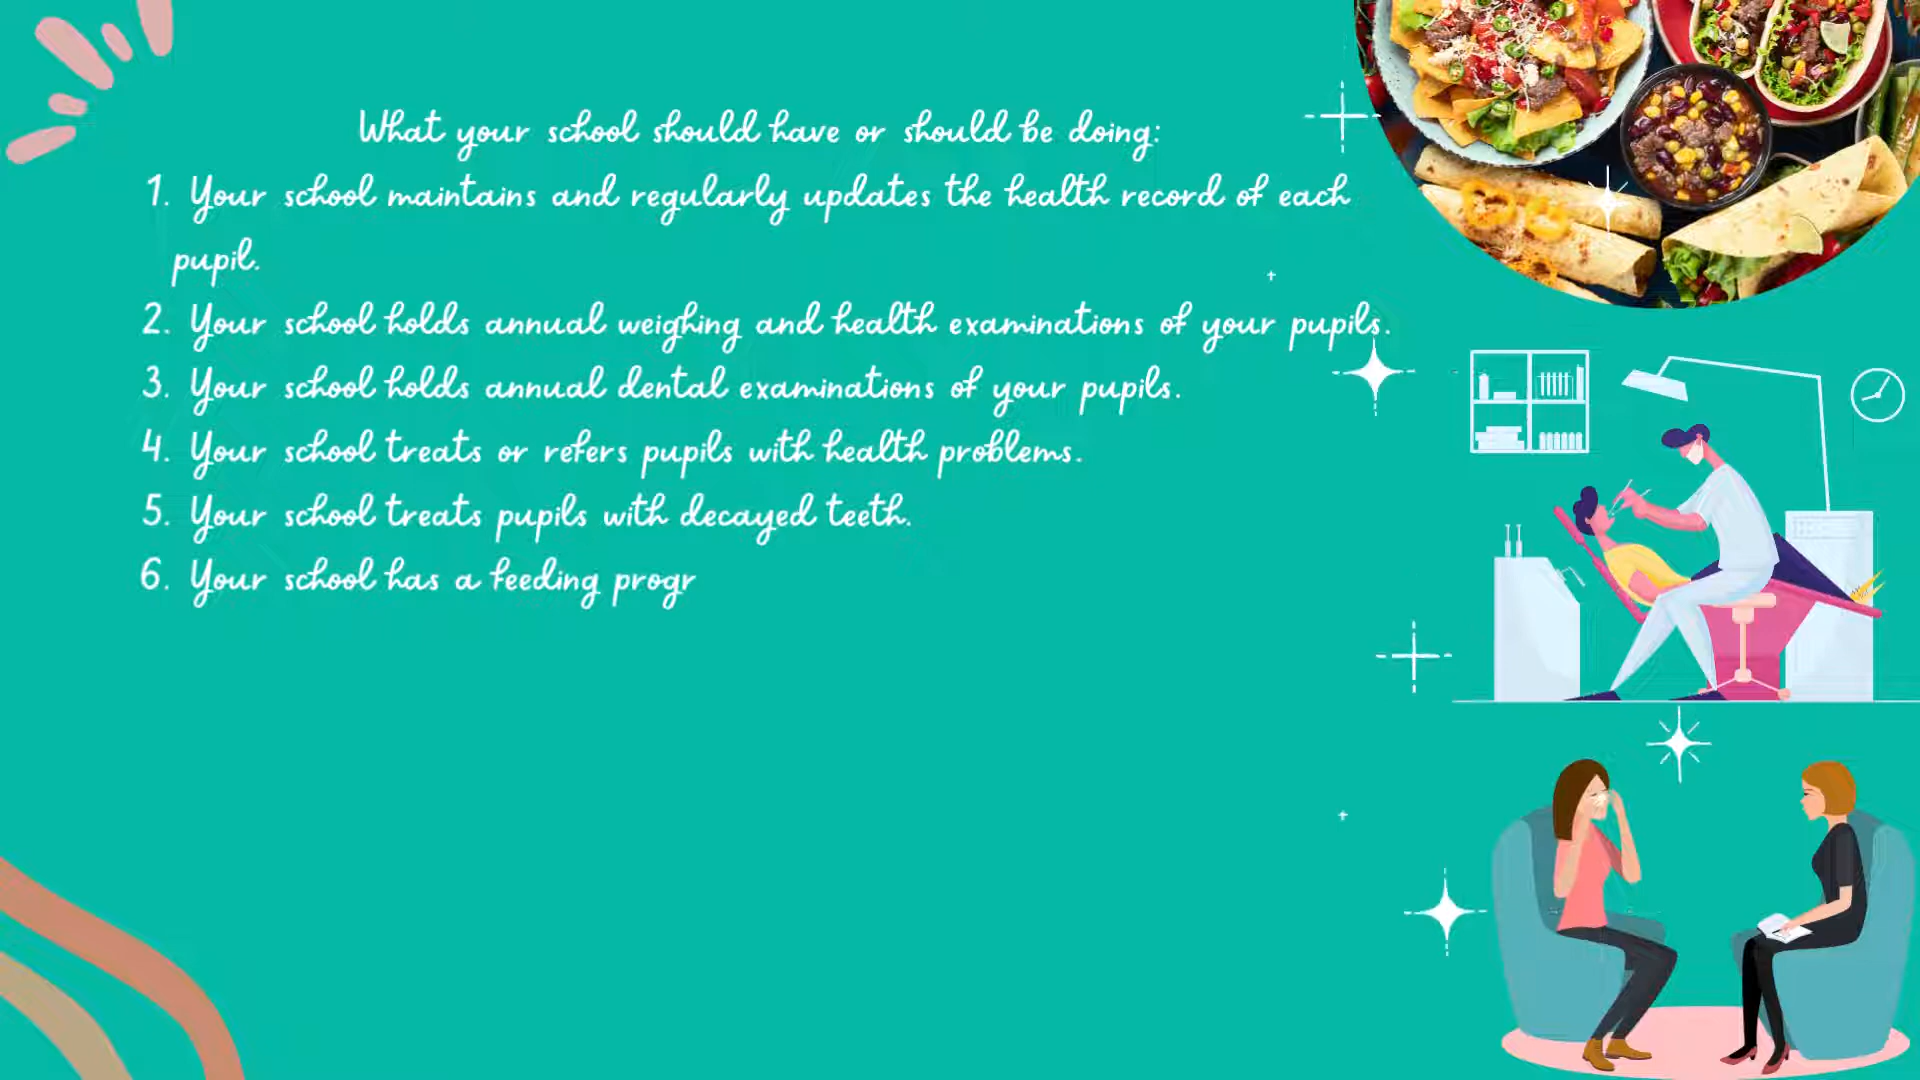 What your school should have or should be doing:
1. Your school maintains and regularly updates the health record of each
pupil.
2. Your school holds annual weighing and health examinations of your pupils.
3. Your school holds annual dental examinations of your pupils.
4. Your school treats or refers pupils with health problems.
5. Your school treats pupils with decayed teeth.
6. Your school has a feeding progr